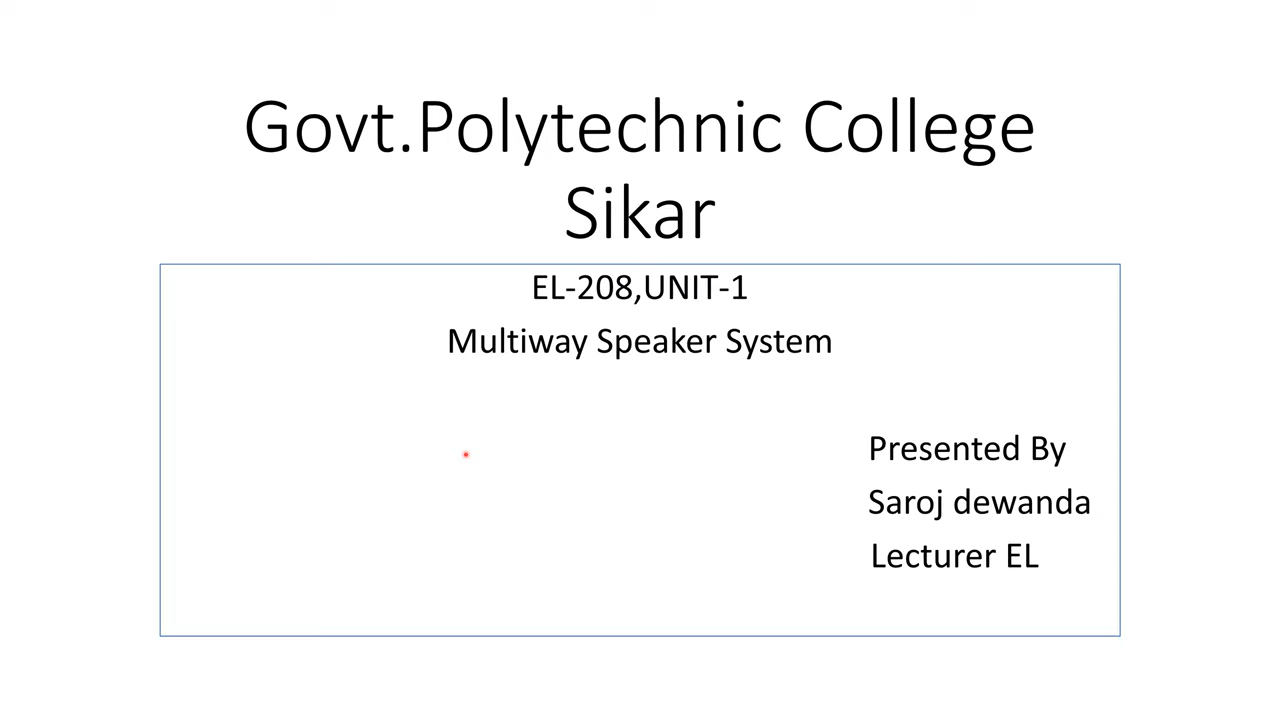 Govt.Polytechnic College
Sikar
EL-208,UNIT-1
Multiway Speaker System
Presented By
Saroj dewanda
Lecturer EL